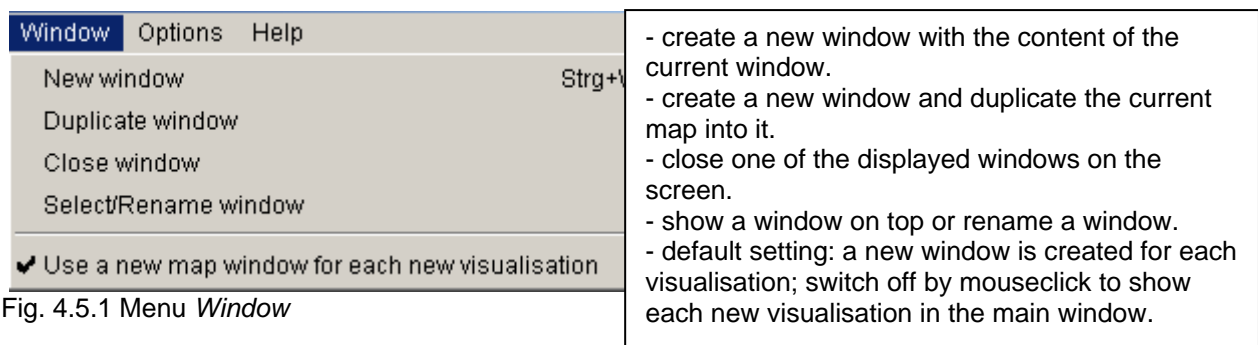 Window Options Help
New window
Duplicate window
Close window
Select/Rename window
✔ Use a new map window for each new visualisation
Fig. 4.5.1 Menu Window
- create a new window with the content of the
current window.
- create a new window and duplicate the current
map into it.
- close one of the displayed windows on the
screen.
- show a window on top or rename a window.
- default setting: a new window is created for each
visualisation; switch off by mouseclick to show
each new visualisation in the main window.